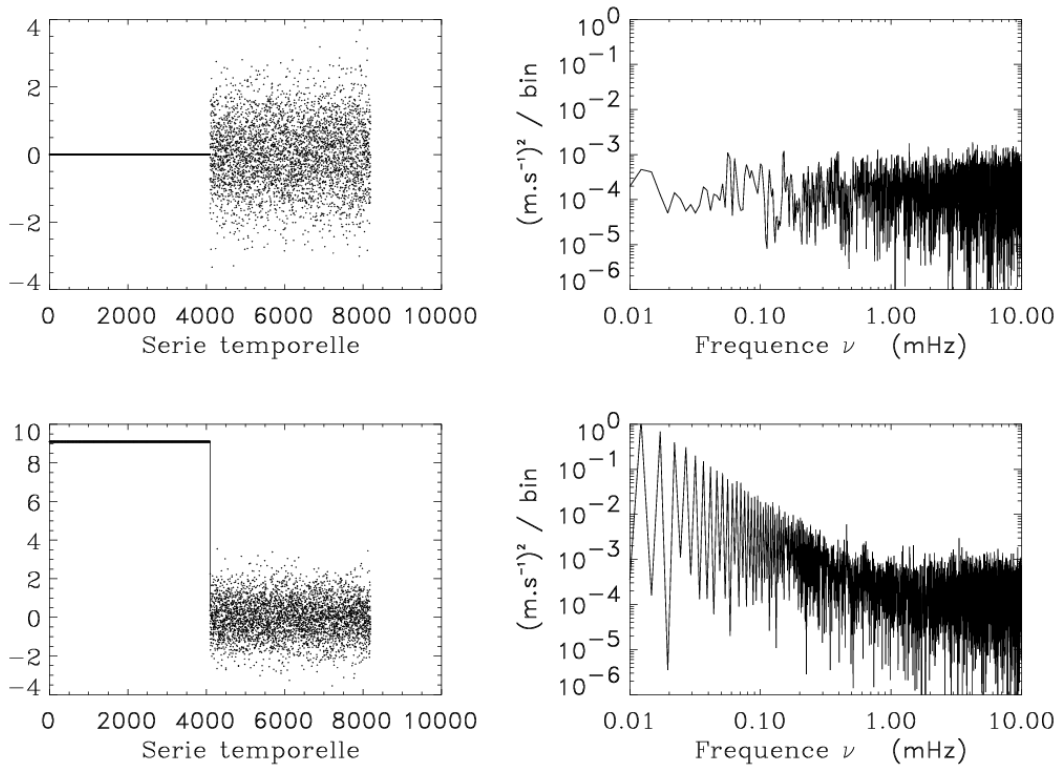 4
2
0
−2
−4
0 2000 4000 6000 8000 10000
Serie temporelle
(m.s⁻¹)² / bin
10⁰
10⁻¹
10⁻²
10⁻³
10⁻⁴
10⁻⁵
10⁻⁶
0.01 0.10 1.00 10.00
Frequence ν (mHz)
10
8
6
4
2
0
−2
−4
0 2000 4000 6000 8000 10000
Serie temporelle
(m.s⁻¹)² / bin
10⁰
10⁻¹
10⁻²
10⁻³
10⁻⁴
10⁻⁵
10⁻⁶
0.01 0.10 1.00 10.00
Frequence ν (mHz)